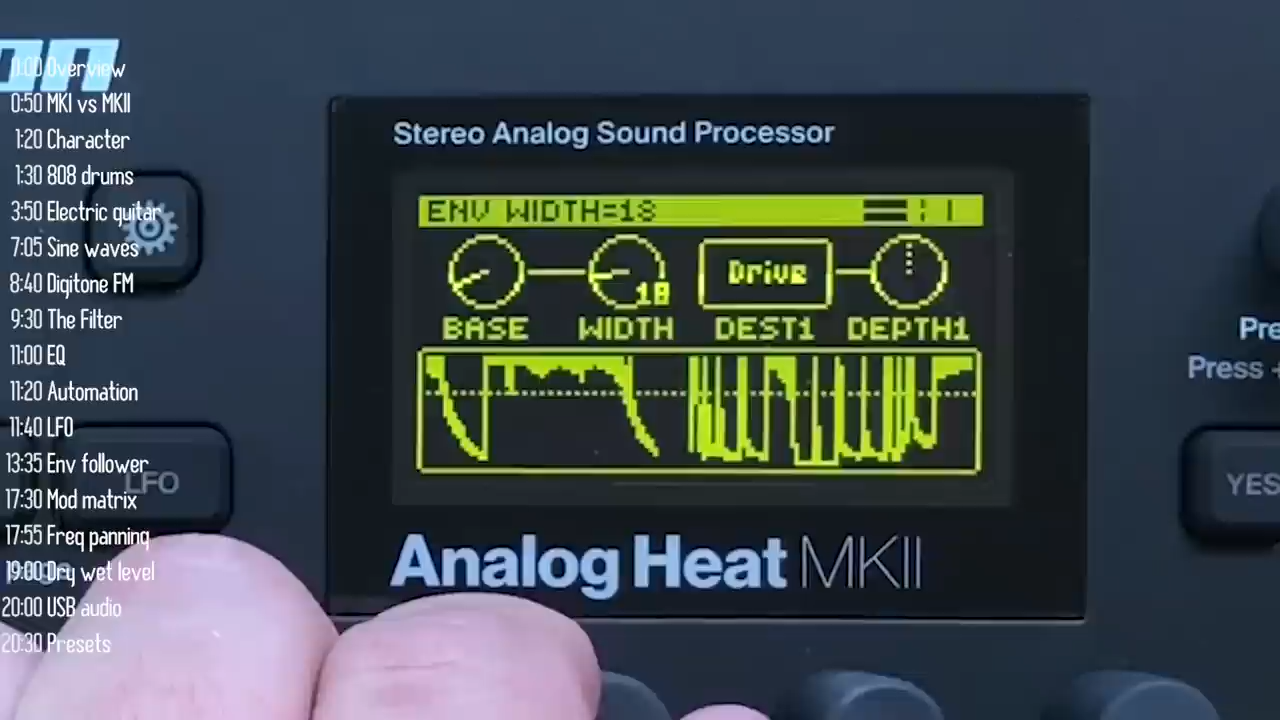 on
0:00 Overview
0:50 MKI vs MKII
1:20 Character
1:30 808 drums
3:50 Electric guitar
7:05 Sine waves
8:40 Digitone FM
9:30 The Filter
11:00 EQ
11:20 Automation
11:40 LFO
13:35 Env follower
17:30 Mod matrix
17:55 Freq panning
19:00 Dry wet level
20:00 USB audio
20:30 Presets
LFO
Stereo Analog Sound Processor
ENV WIDTH=18
18
Drive
BASE WIDTH DEST1 DEPTH1
Analog Heat MKII
Pre
Press +
YES